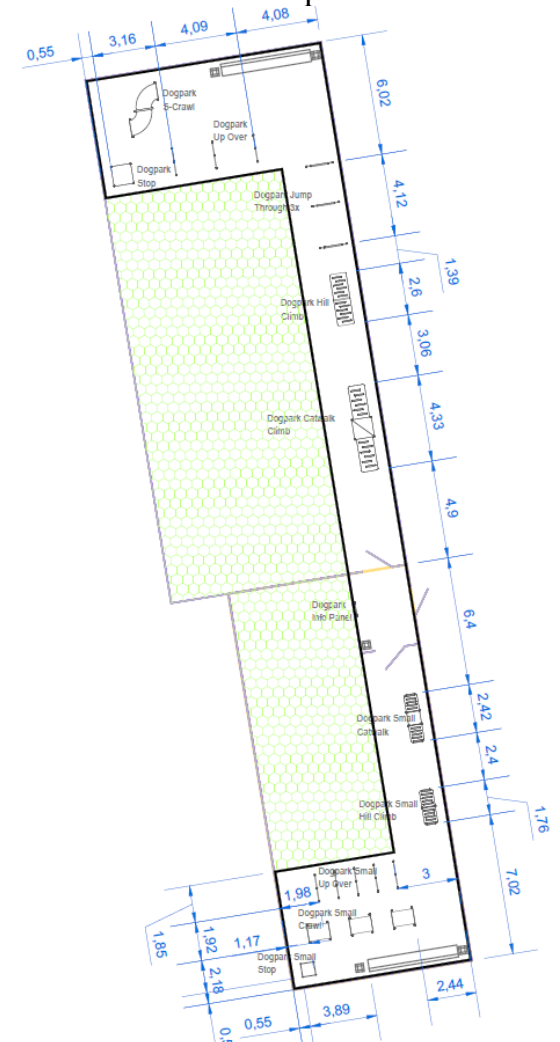 4,08
4,09
3,16
0,55
6,02
Dogpark
S-Crawl
Dogpark
Up Over
Dogpark
Stop
4,12
Dogpark Jump
Through 3x
1,39
2,6
Dogpark Hill
Climb
3,06
4,33
Dogpark Catwalk
Climb
4,9
6,4
Dogpark
Info Panel
2,42
Dogpark Small
Catwalk
2,4
Dogpark Small
Hill Climb
1,76
7,02
Dogpark Small
Up Over
3
1,98
Dogpark Small
Crawl
1,85
1,92
1,17
Dogpark Small
Stop
2,18
2,44
3,89
0,55